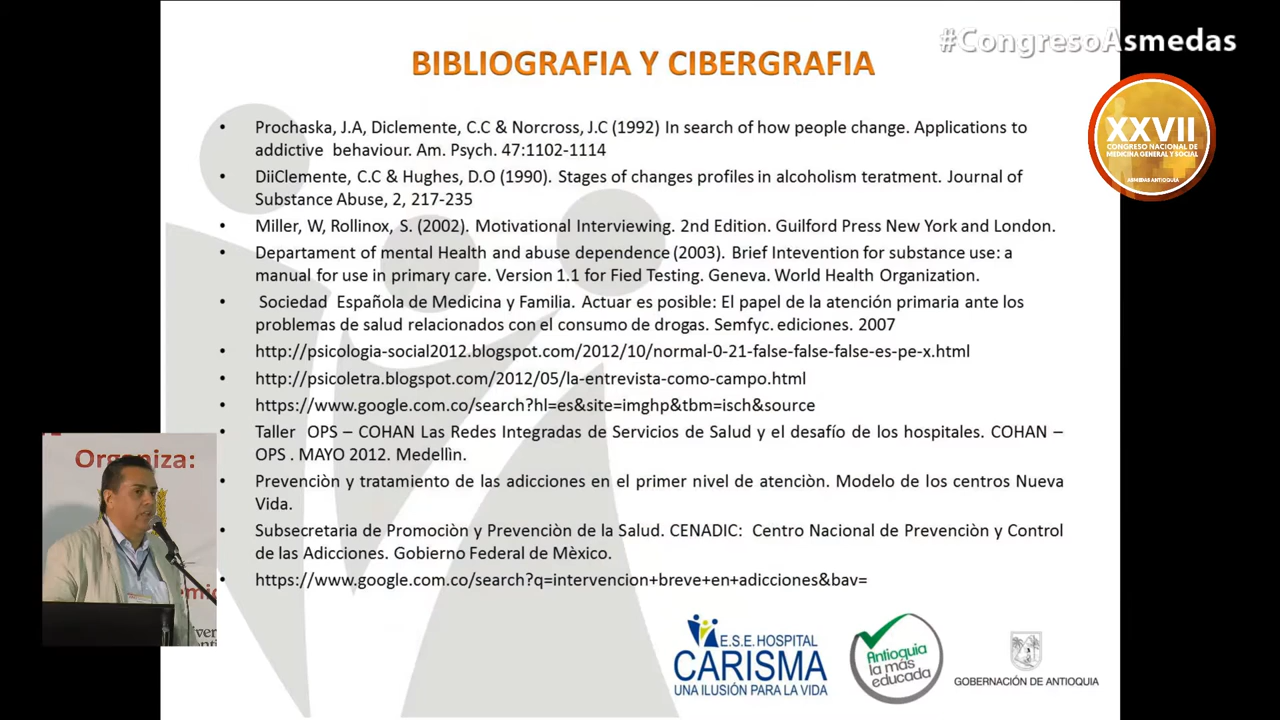 #CongresoAsmedas
BIBLIOGRAFIA Y CIBERGRAFIA
XXVII
CONGRESO NACIONAL DE
MEDICINA GENERAL Y SOCIAL
ASMEDAS ANTIOQUIA
• Prochaska, J.A, Diclemente, C.C & Norcross, J.C (1992) In search of how people change. Applications to
addictive behaviour. Am. Psych. 47:1102-1114
• DiiClemente, C.C & Hughes, D.O (1990). Stages of changes profiles in alcoholism teratment. Journal of
Substance Abuse, 2, 217-235
• Miller, W, Rollinox, S. (2002). Motivational Interviewing. 2nd Edition. Guilford Press New York and London.
• Departament of mental Health and abuse dependence (2003). Brief Intevention for substance use: a
manual for use in primary care. Version 1.1 for Fied Testing. Geneva. World Health Organization.
• Sociedad Española de Medicina y Familia. Actuar es posible: El papel de la atención primaria ante los
problemas de salud relacionados con el consumo de drogas. Semfyc. ediciones. 2007
• http://psicologia-social2012.blogspot.com/2012/10/normal-0-21-false-false-false-es-pe-x.html
• http://psicoletra.blogspot.com/2012/05/la-entrevista-como-campo.html
• https://www.google.com.co/search?hl=es&site=imghp&tbm=isch&source
• Taller OPS – COHAN Las Redes Integradas de Servicios de Salud y el desafío de los hospitales. COHAN –
OPS . MAYO 2012. Medellìn.
• Prevenciòn y tratamiento de las adicciones en el primer nivel de atenciòn. Modelo de los centros Nueva
Vida.
• Subsecretaria de Promociòn y Prevenciòn de la Salud. CENADIC: Centro Nacional de Prevenciòn y Control
de las Adicciones. Gobierno Federal de Mèxico.
• https://www.google.com.co/search?q=intervencion+breve+en+adicciones&bav=
Organiza:
E.S.E. HOSPITAL
CARISMA
UNA ILUSIÓN PARA LA VIDA
Antioquia
la más
educada
GOBERNACIÓN DE ANTIOQUIA